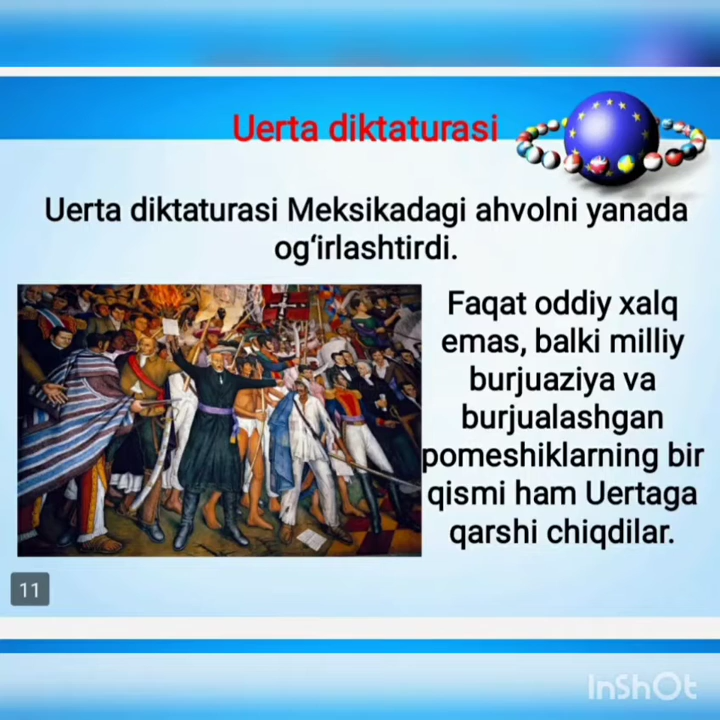 Uerta diktaturasi
Uerta diktaturasi Meksikadagi ahvolni yanada
og‘irlashtirdi.
Faqat oddiy xalq
emas, balki milliy
burjuaziya va
burjualashgan
pomeshiklarning bir
qismi ham Uertaga
qarshi chiqdilar.
11
InShOt